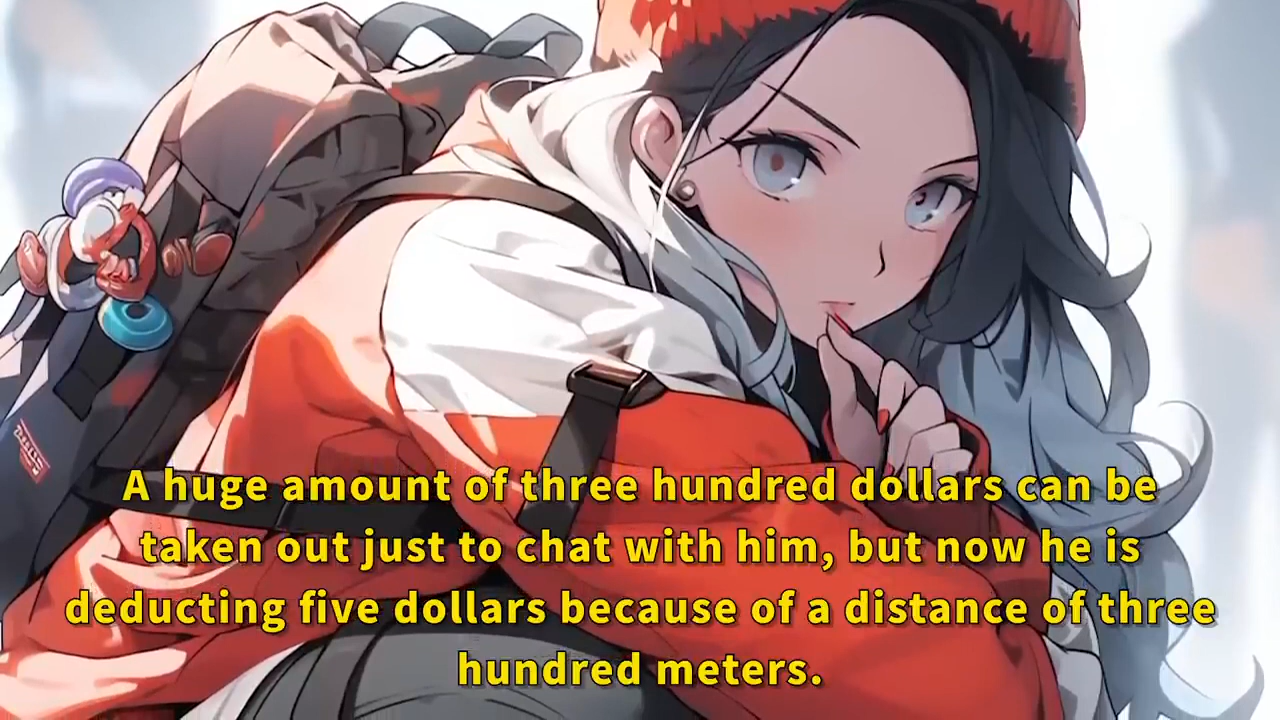 A huge amount of three hundred dollars can be
taken out just to chat with him, but now he is
deducting five dollars because of a distance of three
hundred meters.